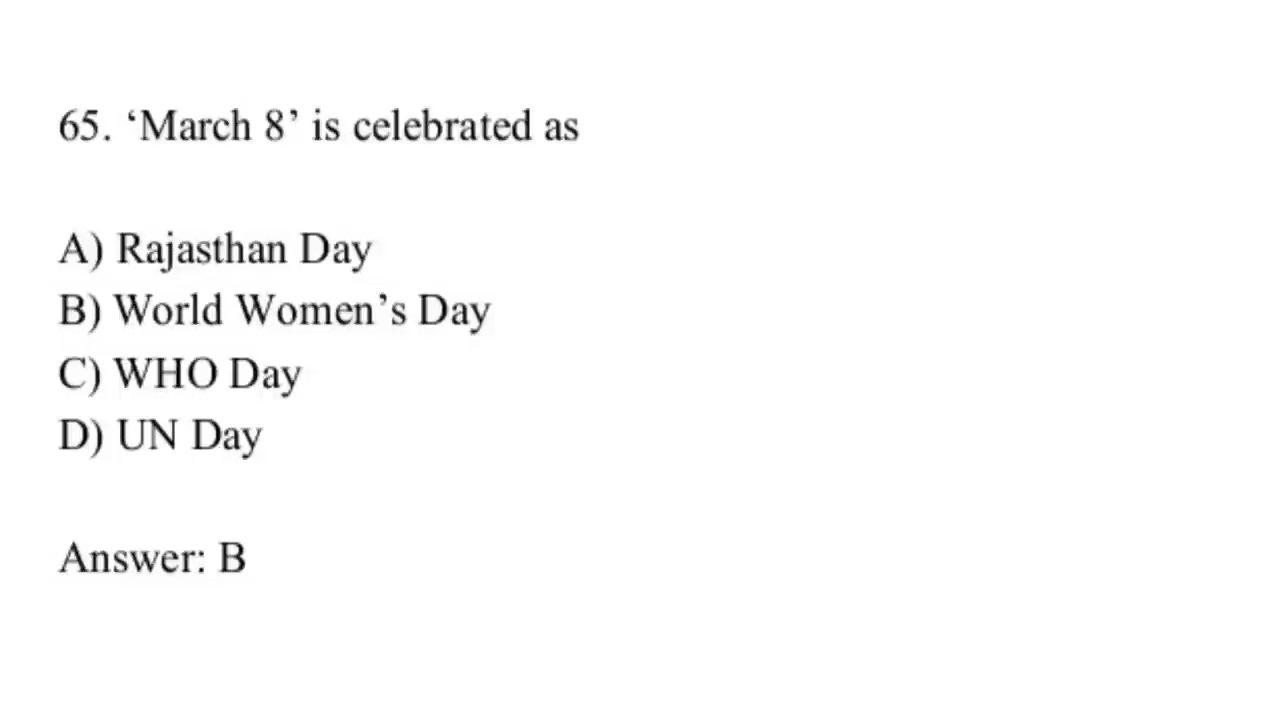 65. ‘March 8’ is celebrated as
A) Rajasthan Day
B) World Women’s Day
C) WHO Day
D) UN Day
Answer: B